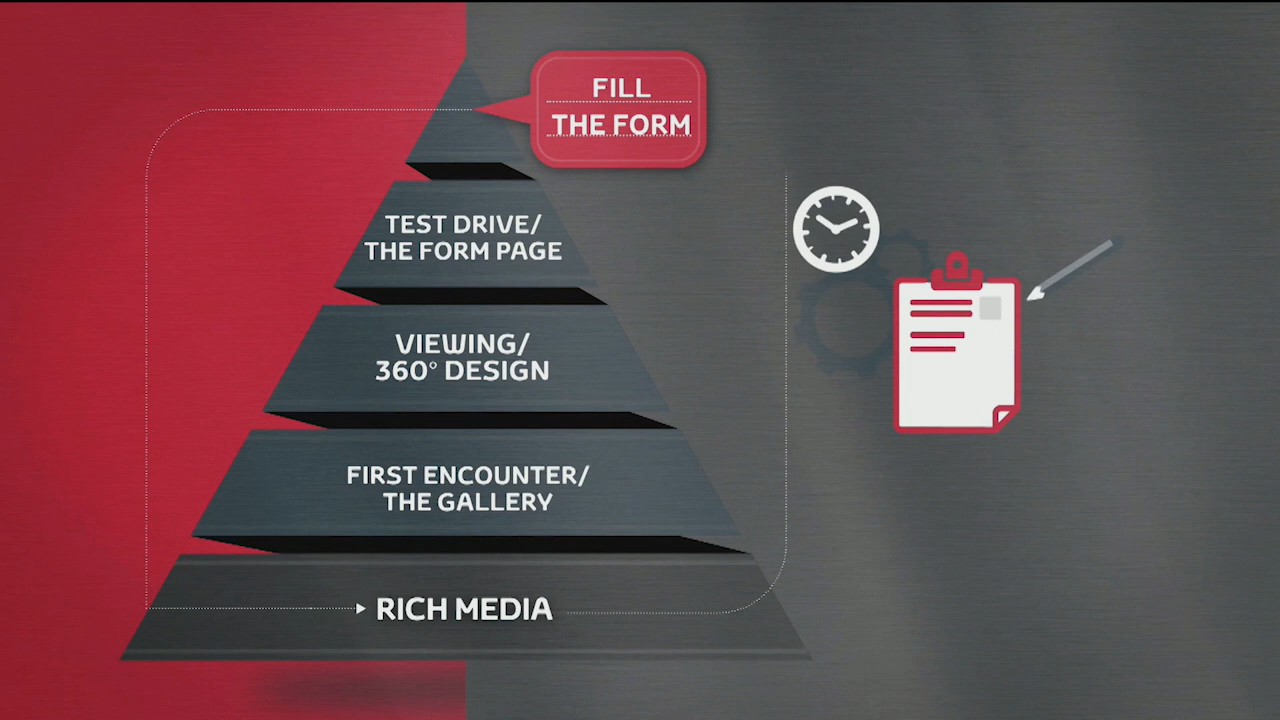 FILL
THE FORM
TEST DRIVE/
THE FORM PAGE
VIEWING/
360° DESIGN
FIRST ENCOUNTER/
THE GALLERY
RICH MEDIA